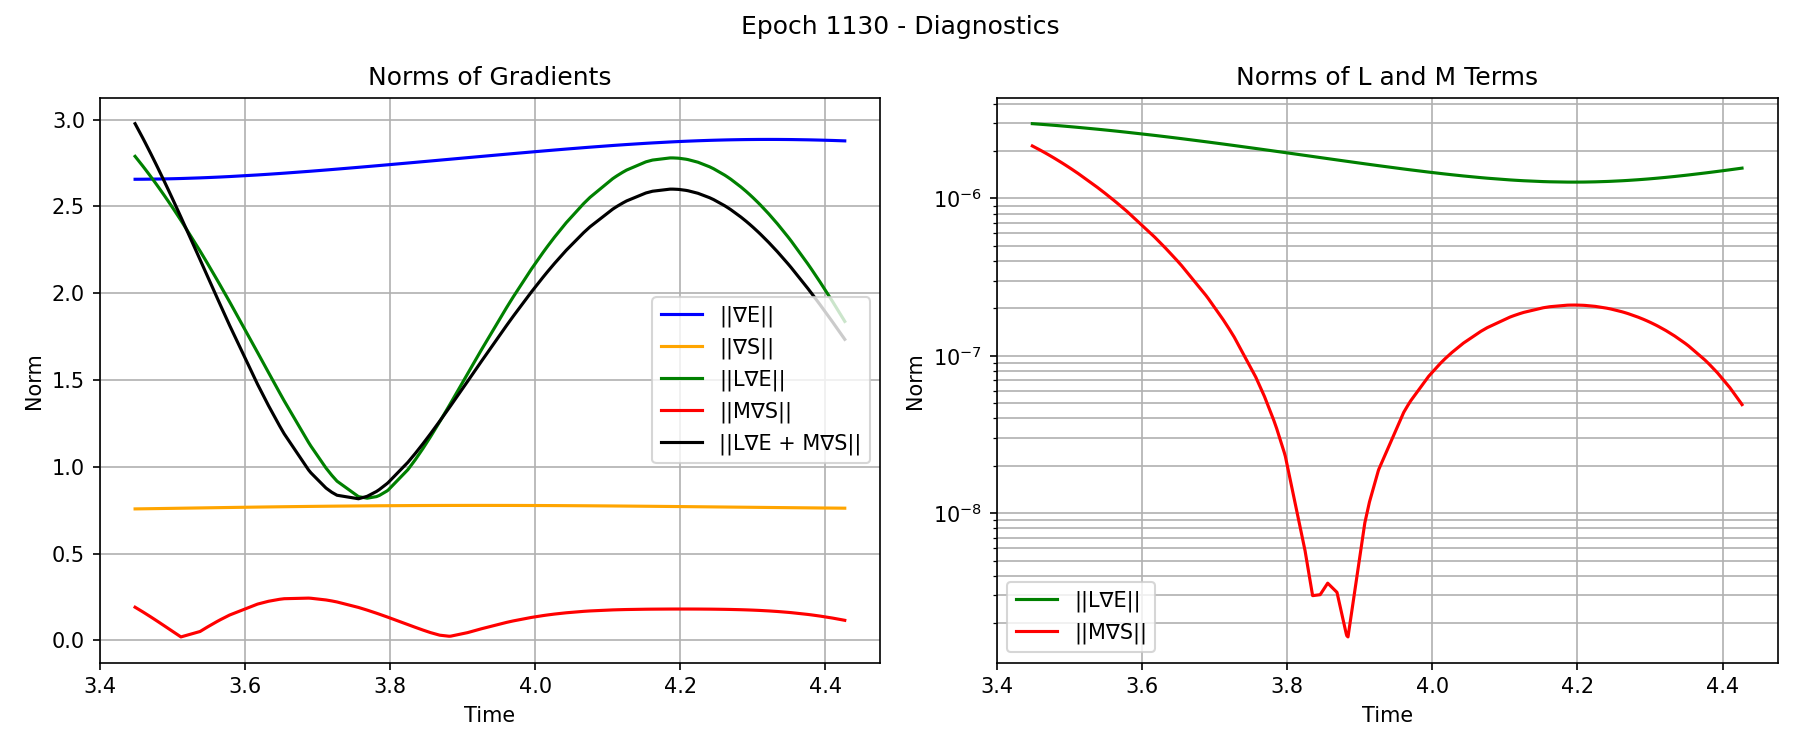 Epoch 1130 - Diagnostics
Norms of Gradients
Norm
3.0
2.5
2.0
1.5
1.0
0.5
0.0
3.4
3.6
3.8
4.0
4.2
4.4
Time
||∇E||
||∇S||
||L∇E||
||M∇S||
||L∇E + M∇S||
Norms of L and M Terms
Norm
10⁻⁶
10⁻⁷
10⁻⁸
3.4
3.6
3.8
4.0
4.2
4.4
Time
||L∇E||
||M∇S||